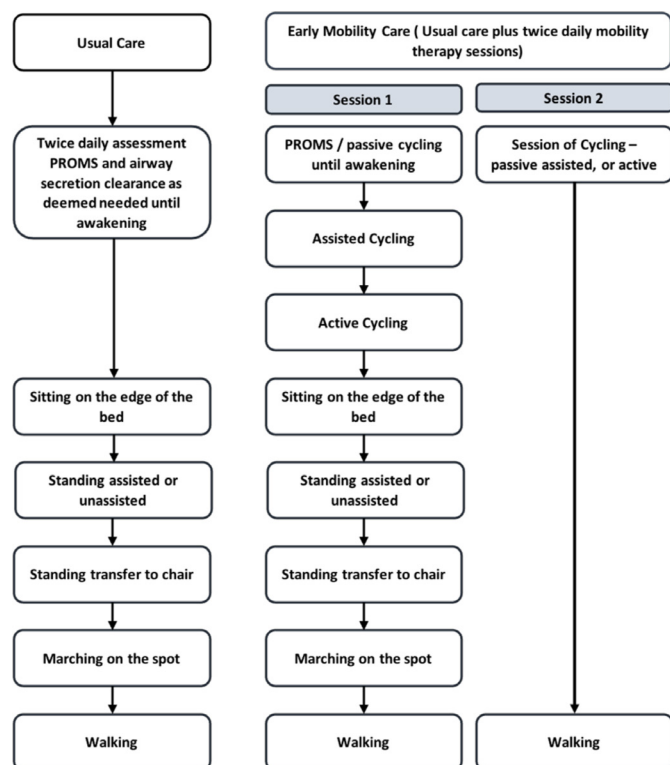 Usual Care
Twice daily assessment
PROMS and airway
secretion clearance as
deemed needed until
awakening
Sitting on the edge of the
bed
Standing assisted or
unassisted
Standing transfer to chair
Marching on the spot
Walking
Early Mobility Care ( Usual care plus twice daily mobility
therapy sessions)
Session 1
PROMS / passive cycling
until awakening
Assisted Cycling
Active Cycling
Sitting on the edge of the
bed
Standing assisted or
unassisted
Standing transfer to chair
Marching on the spot
Walking
Session 2
Session of Cycling –
passive assisted, or active
Walking